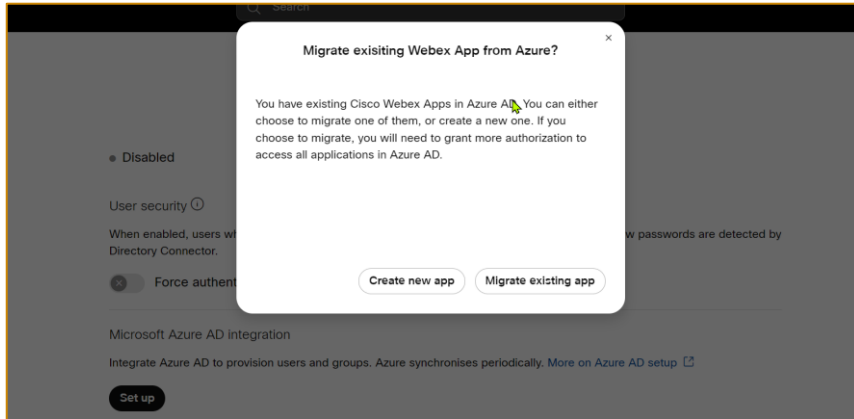 Search
Migrate exisiting Webex App from Azure?
You have existing Cisco Webex Apps in Azure AD. You can either
choose to migrate one of them, or create a new one. If you
choose to migrate, you will need to grant more authorization to
access all applications in Azure AD.
Disabled
User security
When enabled, users w
w passwords are detected by
Directory Connector.
Force authent
Create new app
Migrate existing app
Microsoft Azure AD integration
Integrate Azure AD to provision users and groups. Azure synchronises periodically. More on Azure AD setup
Set up